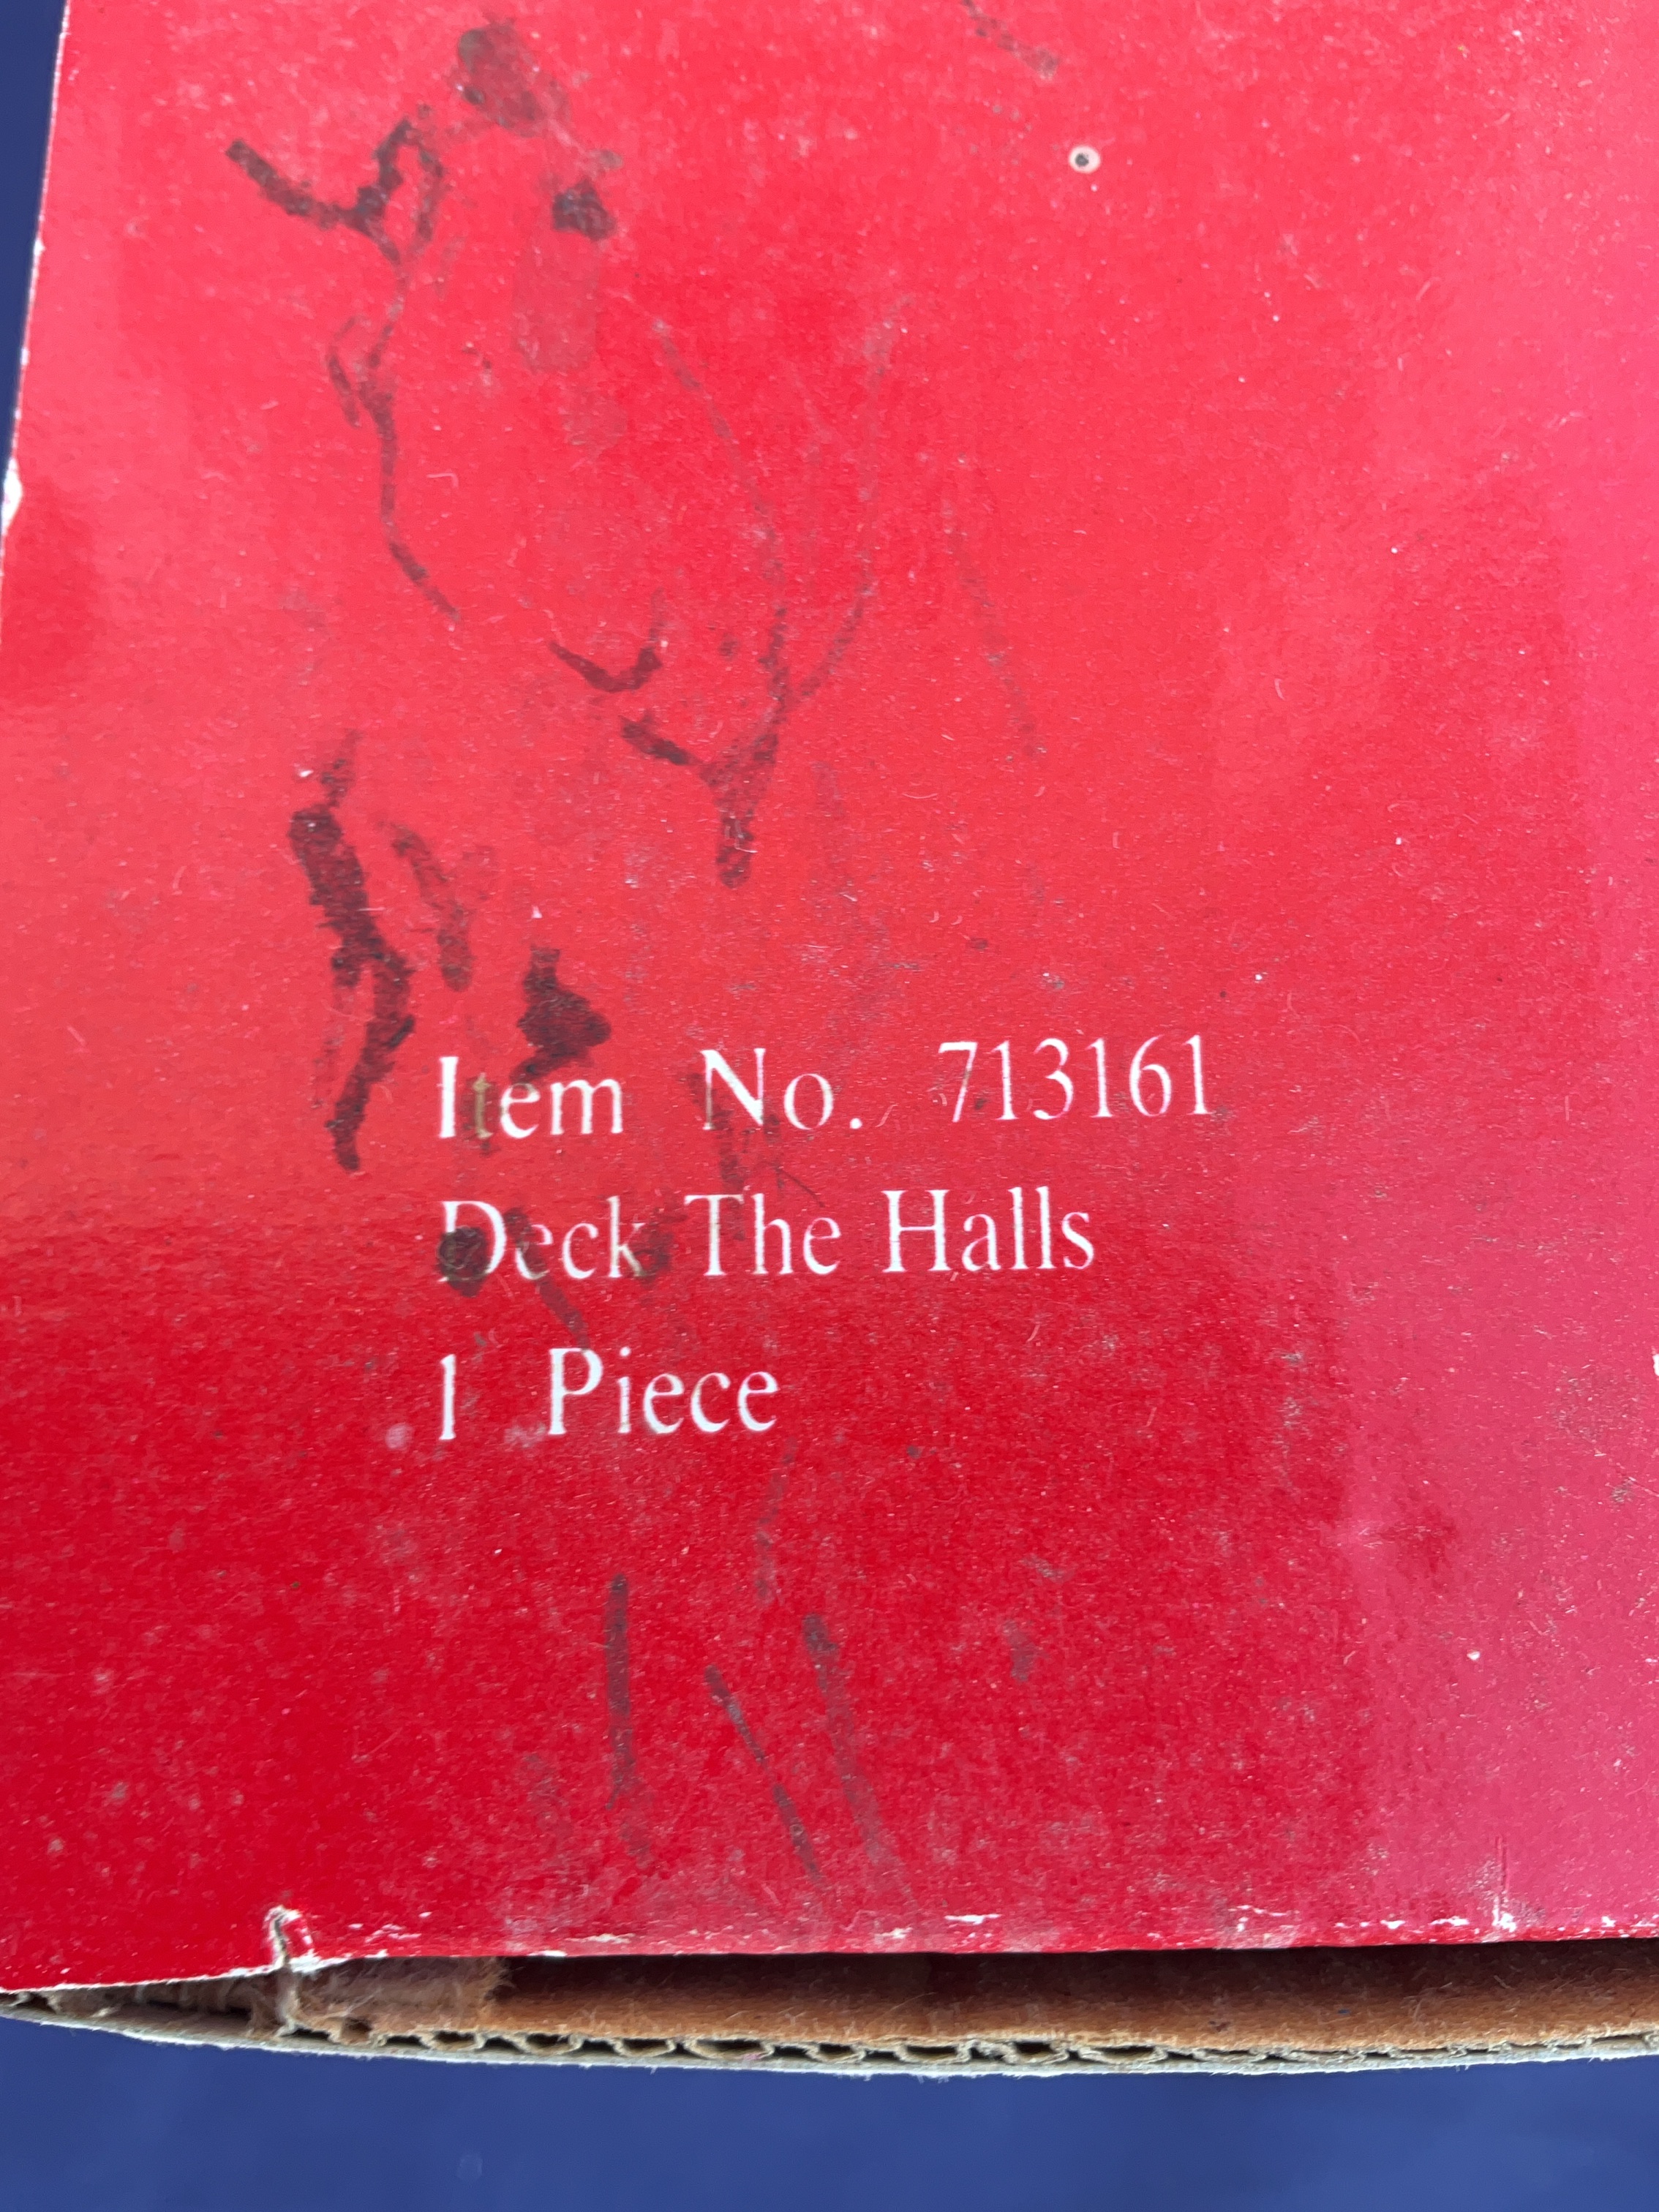 Item No. 713161
Deck The Halls
1 Piece